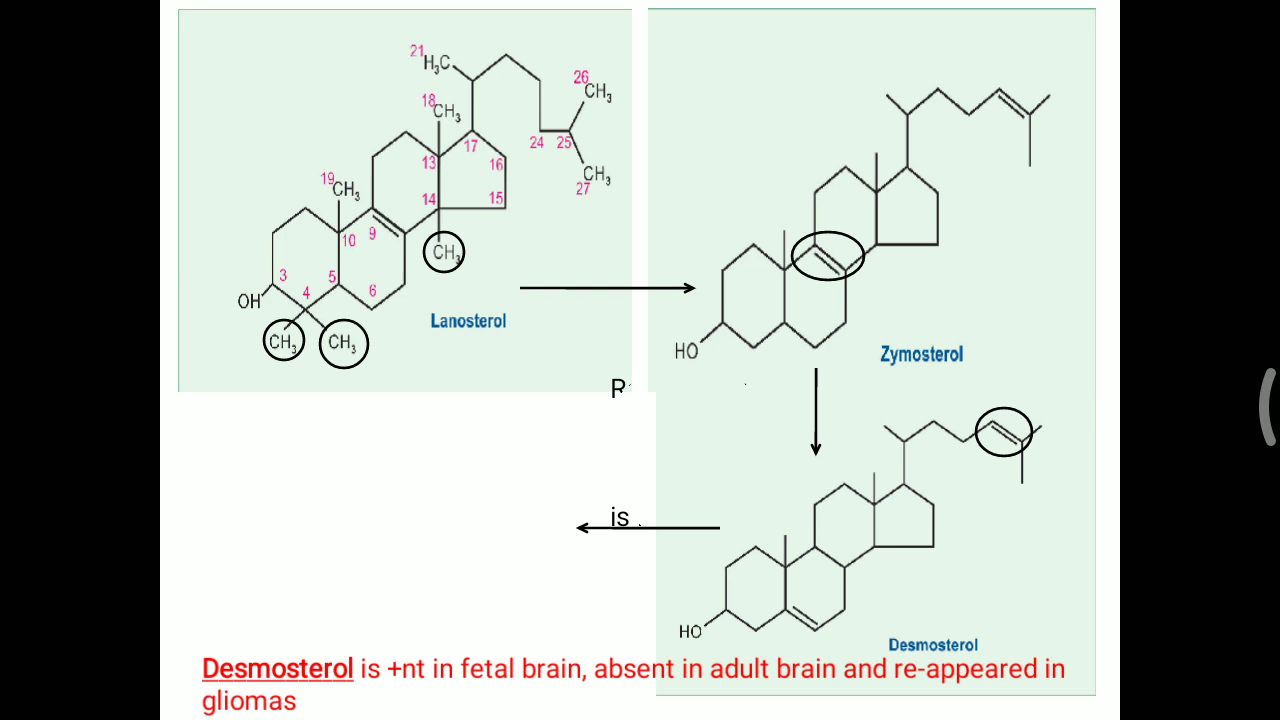 21
H₃C
26
CH₃
18
CH₃
24
25
17
13
16
CH₃
27
19
CH₃
14
15
10
9
CH₃
3
5
4
6
OH
CH₃
CH₃
Lanosterol
HO
Zymosterol
is
HO
Desmosterol
Desmosterol is +nt in fetal brain, absent in adult brain and re-appeared in
gliomas